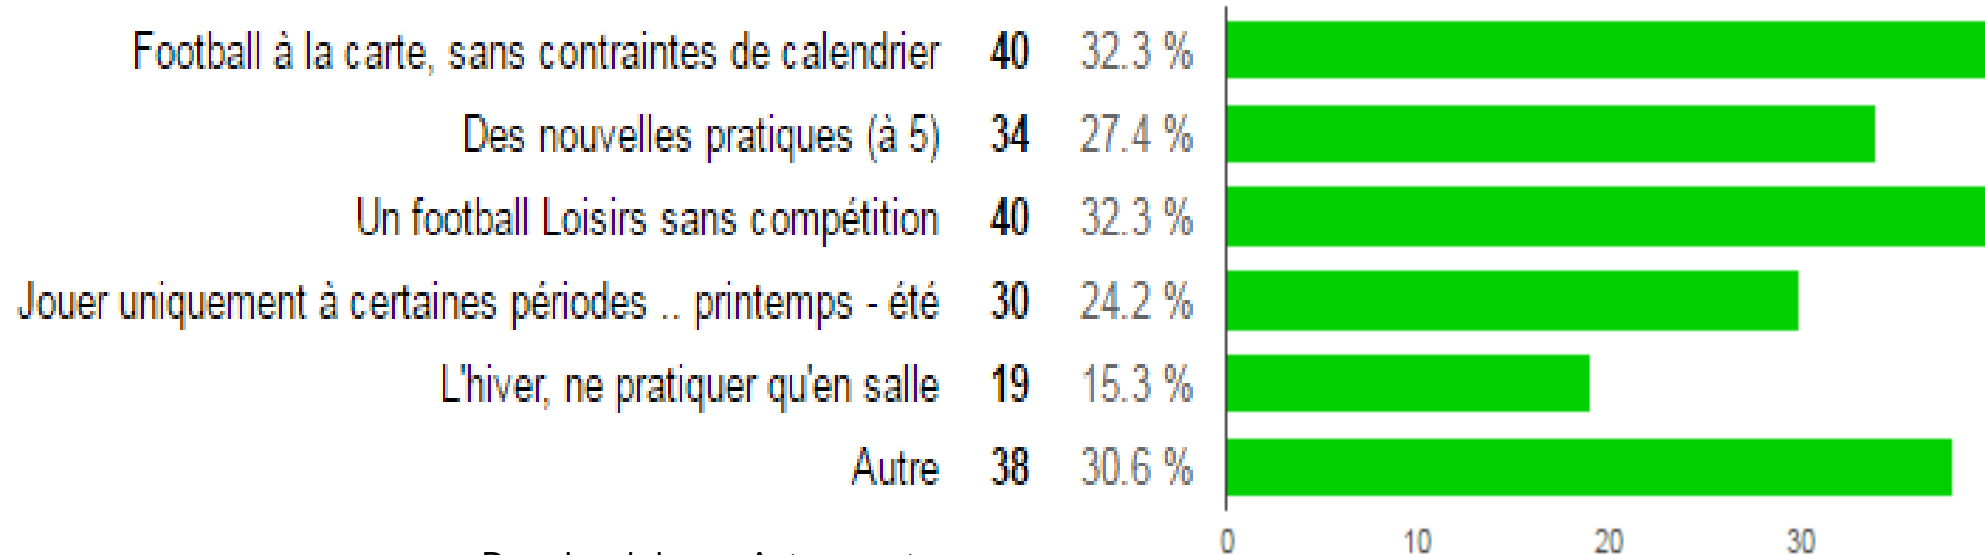 Football à la carte, sans contraintes de calendrier 40 32.3 %
Des nouvelles pratiques (à 5) 34 27.4 %
Un football Loisirs sans compétition 40 32.3 %
Jouer uniquement à certaines périodes .. printemps - été 30 24.2 %
L'hiver, ne pratiquer qu'en salle 19 15.3 %
Autre 38 30.6 %
0 10 20 30